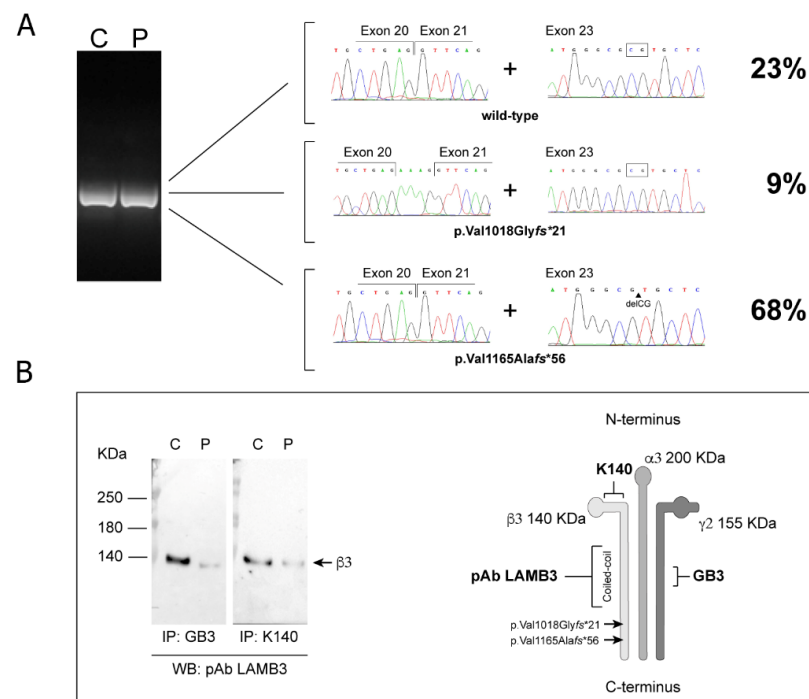 A
C P
Exon 20 Exon 21
T G C T G A G G T T C A G
Exon 23
A T G G G C G C G T G C T C
+
wild-type
23%
Exon 20 Exon 21
T G C T G A G A A A G G T T C A G
Exon 23
A T G G G C G C G T G C T C
+
p.Val1018Glyfs*21
9%
Exon 20 Exon 21
T G C T G A G G T T C A G
Exon 23
A T G G G C G T G C T C
delCG
+
p.Val1165Alafs*56
68%
B
KDa
C P
C P
250
180
140
β3
IP: GB3
IP: K140
WB: pAb LAMB3
N-terminus
α3 200 KDa
K140
β3 140 KDa
γ2 155 KDa
pAb LAMB3
Coiled-coil
GB3
p.Val1018Glyfs*21
p.Val1165Alafs*56
C-terminus